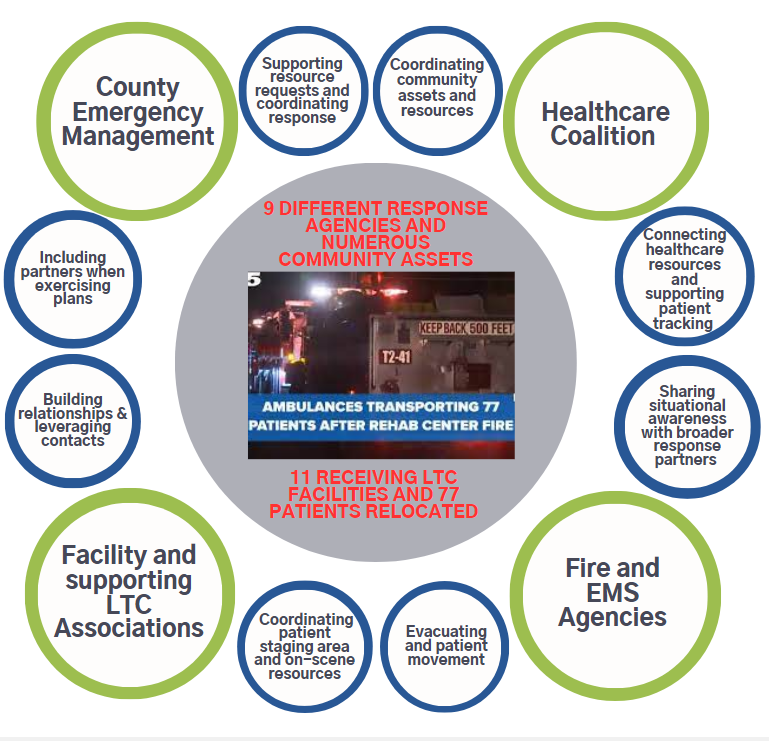 County
Emergency
Management
Supporting
resource
requests and
coordinating
response
Coordinating
community
assets and
resources
Healthcare
Coalition
Including
partners when
exercising
plans
9 DIFFERENT RESPONSE
AGENCIES AND
NUMEROUS
COMMUNITY ASSETS
5
KEEP BACK 500 FEET
T2-41
AMBULANCES TRANSPORTING 77
PATIENTS AFTER REHAB CENTER FIRE
11 RECEIVING LTC
FACILITIES AND 77
PATIENTS RELOCATED
Connecting
healthcare
resources
and
supporting
patient
tracking
Building
relationships &
leveraging
contacts
Sharing
situational
awareness
with broader
response
partners
Facility and
supporting
LTC
Associations
Coordinating
patient
staging area
and on-scene
resources
Evacuating
and patient
movement
Fire and
EMS
Agencies